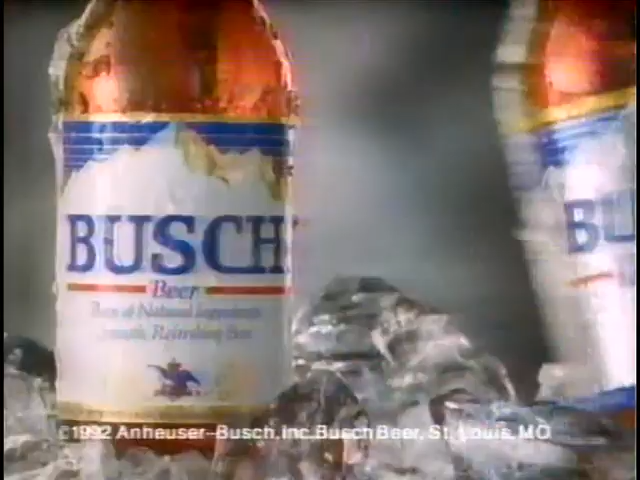 BUSCH
Beer
BU
©1992 Anheuser-Busch, Inc. Busch Beer, St. Louis, MO